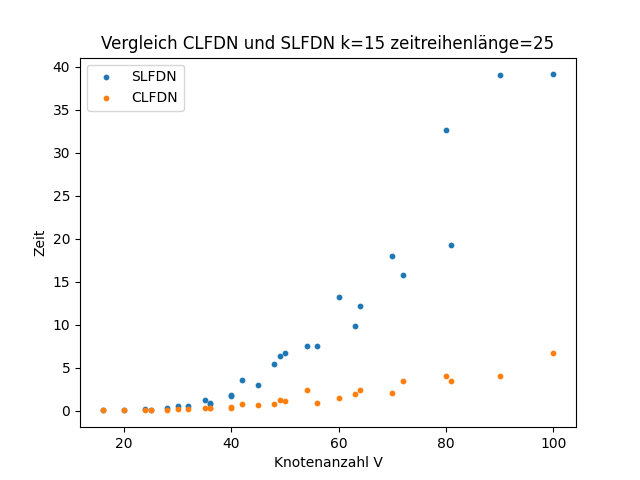 Vergleich CLFDN und SLFDN k=15 zeitreihenlänge=25
SLFDN
CLFDN
40
35
30
25
20
15
10
5
0
Zeit
20 40 60 80 100
Knotenanzahl V